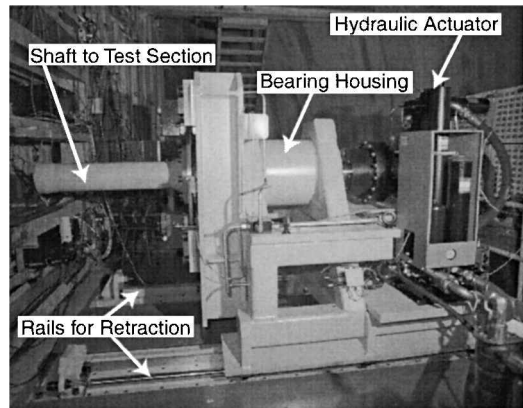 Hydraulic Actuator
Shaft to Test Section
Bearing Housing
Rails for Retraction